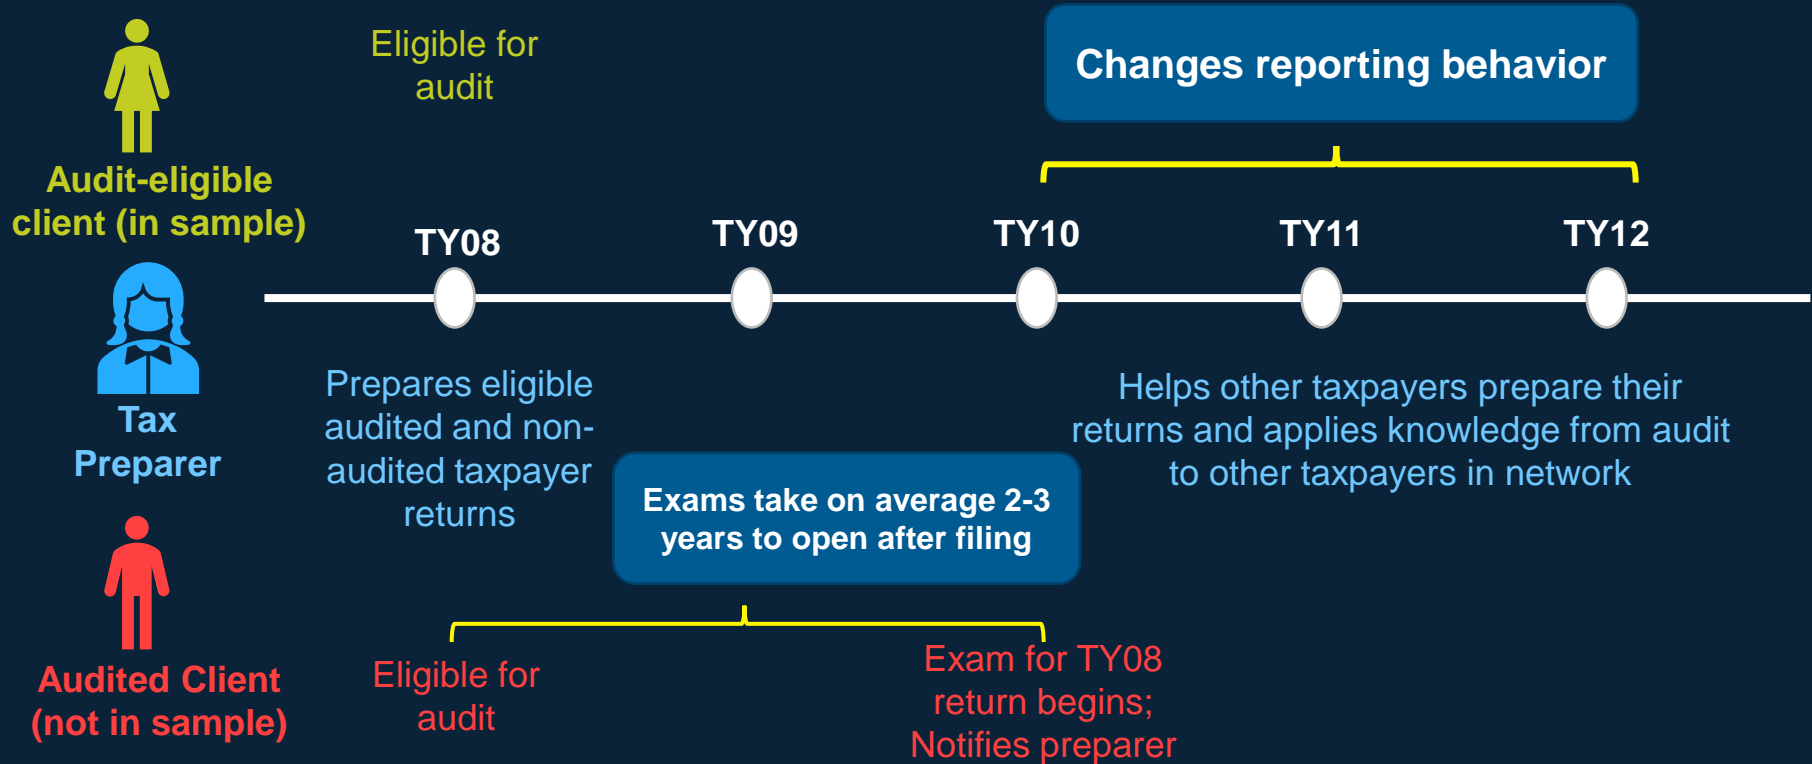 Eligible for
audit
Changes reporting behavior
Audit-eligible
client (in sample)
TY08
TY09
TY10
TY11
TY12
Tax
Preparer
Prepares eligible
audited and non-
audited taxpayer
returns
Helps other taxpayers prepare their
returns and applies knowledge from audit
to other taxpayers in network
Exams take on average 2-3
years to open after filing
Audited Client
(not in sample)
Eligible for
audit
Exam for TY08
return begins;
Notifies preparer